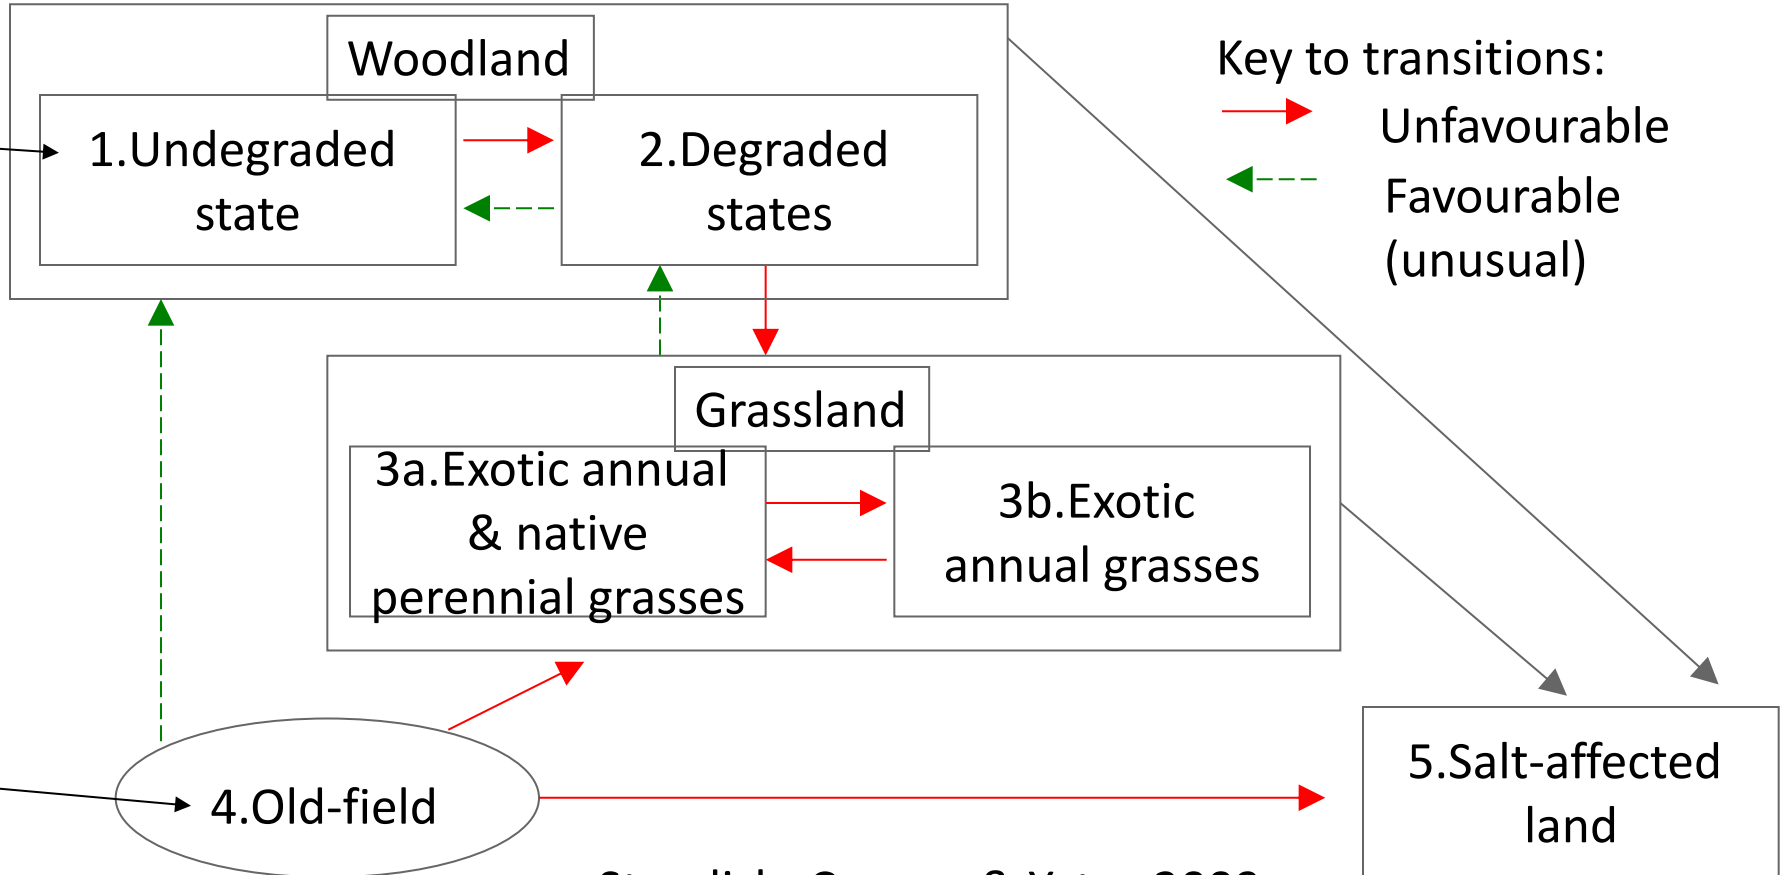 Woodland
1.Undegraded
state
2.Degraded
states
Key to transitions:
Unfavourable
Favourable
(unusual)
Grassland
3a.Exotic annual
& native
perennial grasses
3b.Exotic
annual grasses
4.Old-field
5.Salt-affected
land